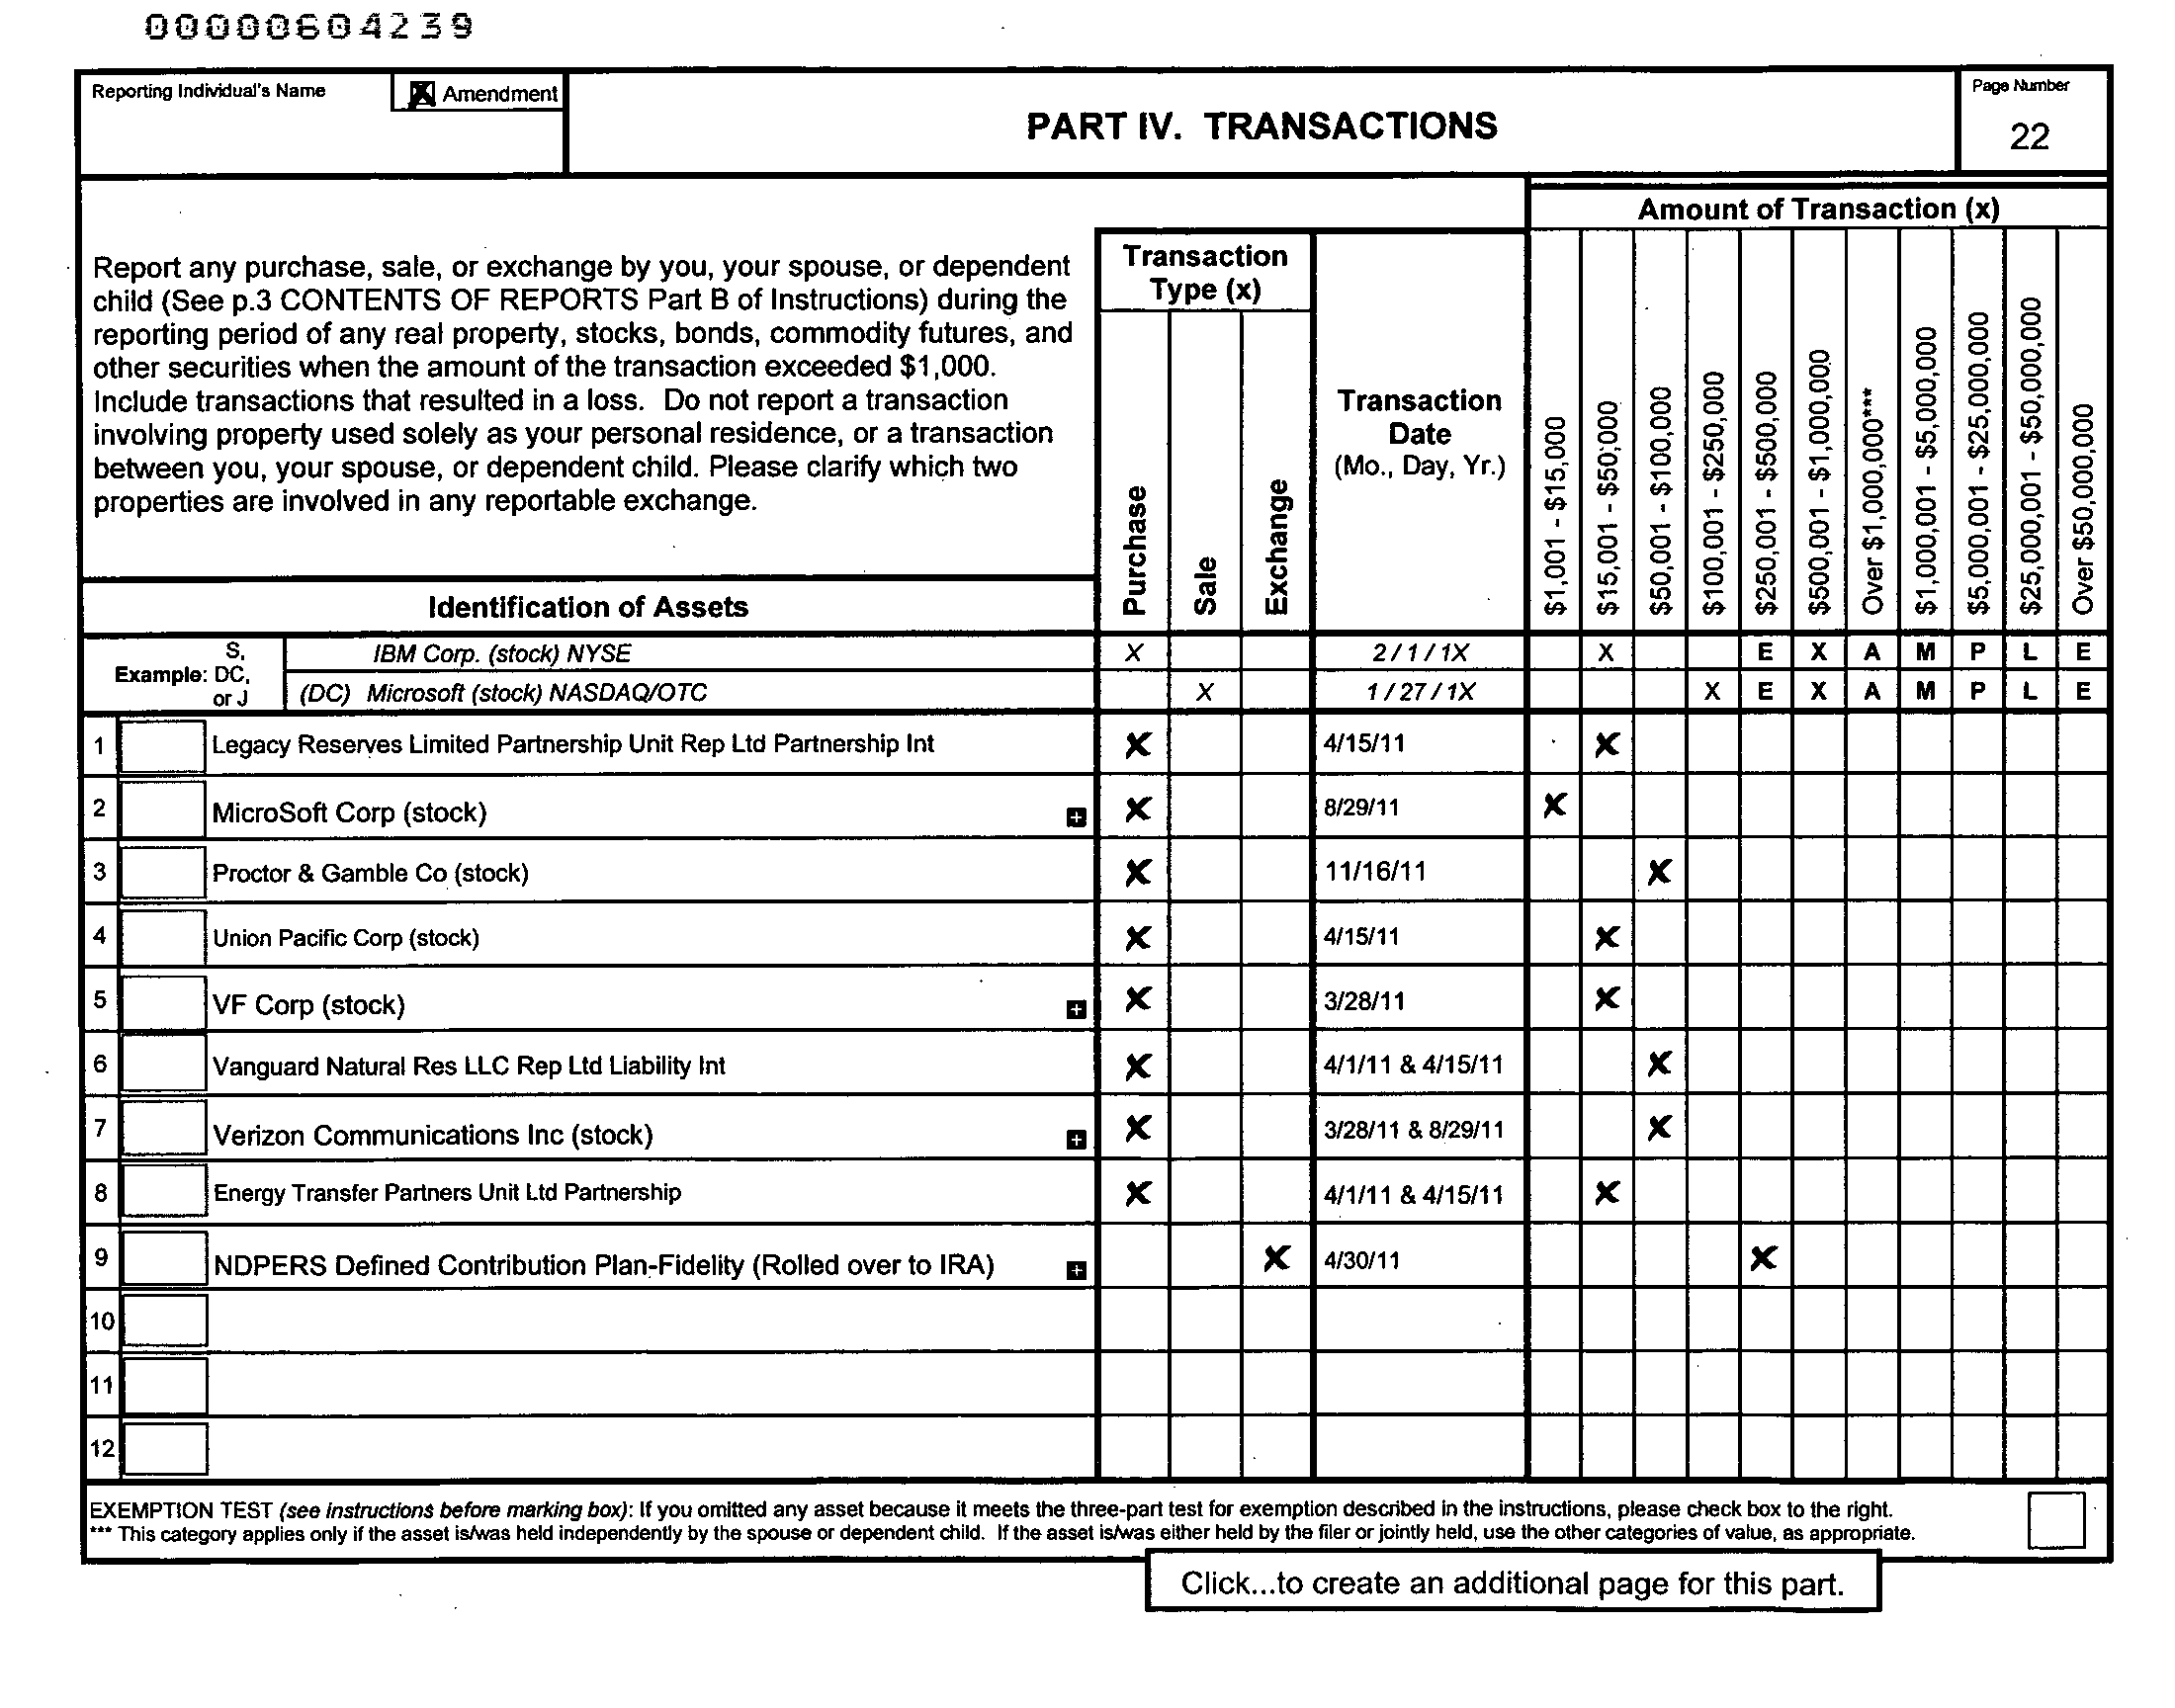 00000604239
Reporting Individual's Name
X Amendment
PART IV. TRANSACTIONS
Page Number
22
Amount of Transaction (x)
Report any purchase, sale, or exchange by you, your spouse, or dependent
child (See p.3 CONTENTS OF REPORTS Part B of Instructions) during the
reporting period of any real property, stocks, bonds, commodity futures, and
other securities when the amount of the transaction exceeded $1,000.
Include transactions that resulted in a loss. Do not report a transaction
involving property used solely as your personal residence, or a transaction
between you, your spouse, or dependent child. Please clarify which two
properties are involved in any reportable exchange.
Transaction
Type (x)
Purchase
Sale
Exchange
Transaction
Date
(Mo., Day, Yr.)
$1,001 - $15,000
$15,001 - $50,000
$50,001 - $100,000
$100,001 - $250,000
$250,001 - $500,000
$500,001 - $1,000,000
Over $1,000,000***
$1,000,001 - $5,000,000
$5,000,001 - $25,000,000
$25,000,001 - $50,000,000
Over $50,000,000
Identification of Assets
Example:
S,
DC,
or J
IBM Corp. (stock) NYSE X 2 / 1 / 1X X E X A M P L E
(DC) Microsoft (stock) NASDAQ/OTC X 1 / 27 / 1X X E X A M P L E
1 Legacy Reserves Limited Partnership Unit Rep Ltd Partnership Int X 4/15/11 X
2 MicroSoft Corp (stock) + X 8/29/11 X
3 Proctor & Gamble Co (stock) X 11/16/11 X
4 Union Pacific Corp (stock) X 4/15/11 X
5 VF Corp (stock) + X 3/28/11 X
6 Vanguard Natural Res LLC Rep Ltd Liability Int X 4/1/11 & 4/15/11 X
7 Verizon Communications Inc (stock) + X 3/28/11 & 8/29/11 X
8 Energy Transfer Partners Unit Ltd Partnership X 4/1/11 & 4/15/11 X
9 NDPERS Defined Contribution Plan-Fidelity (Rolled over to IRA) + X 4/30/11 X
10
11
12
EXEMPTION TEST (see instructions before marking box): If you omitted any asset because it meets the three-part test for exemption described in the instructions, please check box to the right.
*** This category applies only if the asset is/was held independently by the spouse or dependent child. If the asset is/was either held by the filer or jointly held, use the other categories of value, as appropriate.
Click...to create an additional page for this part.